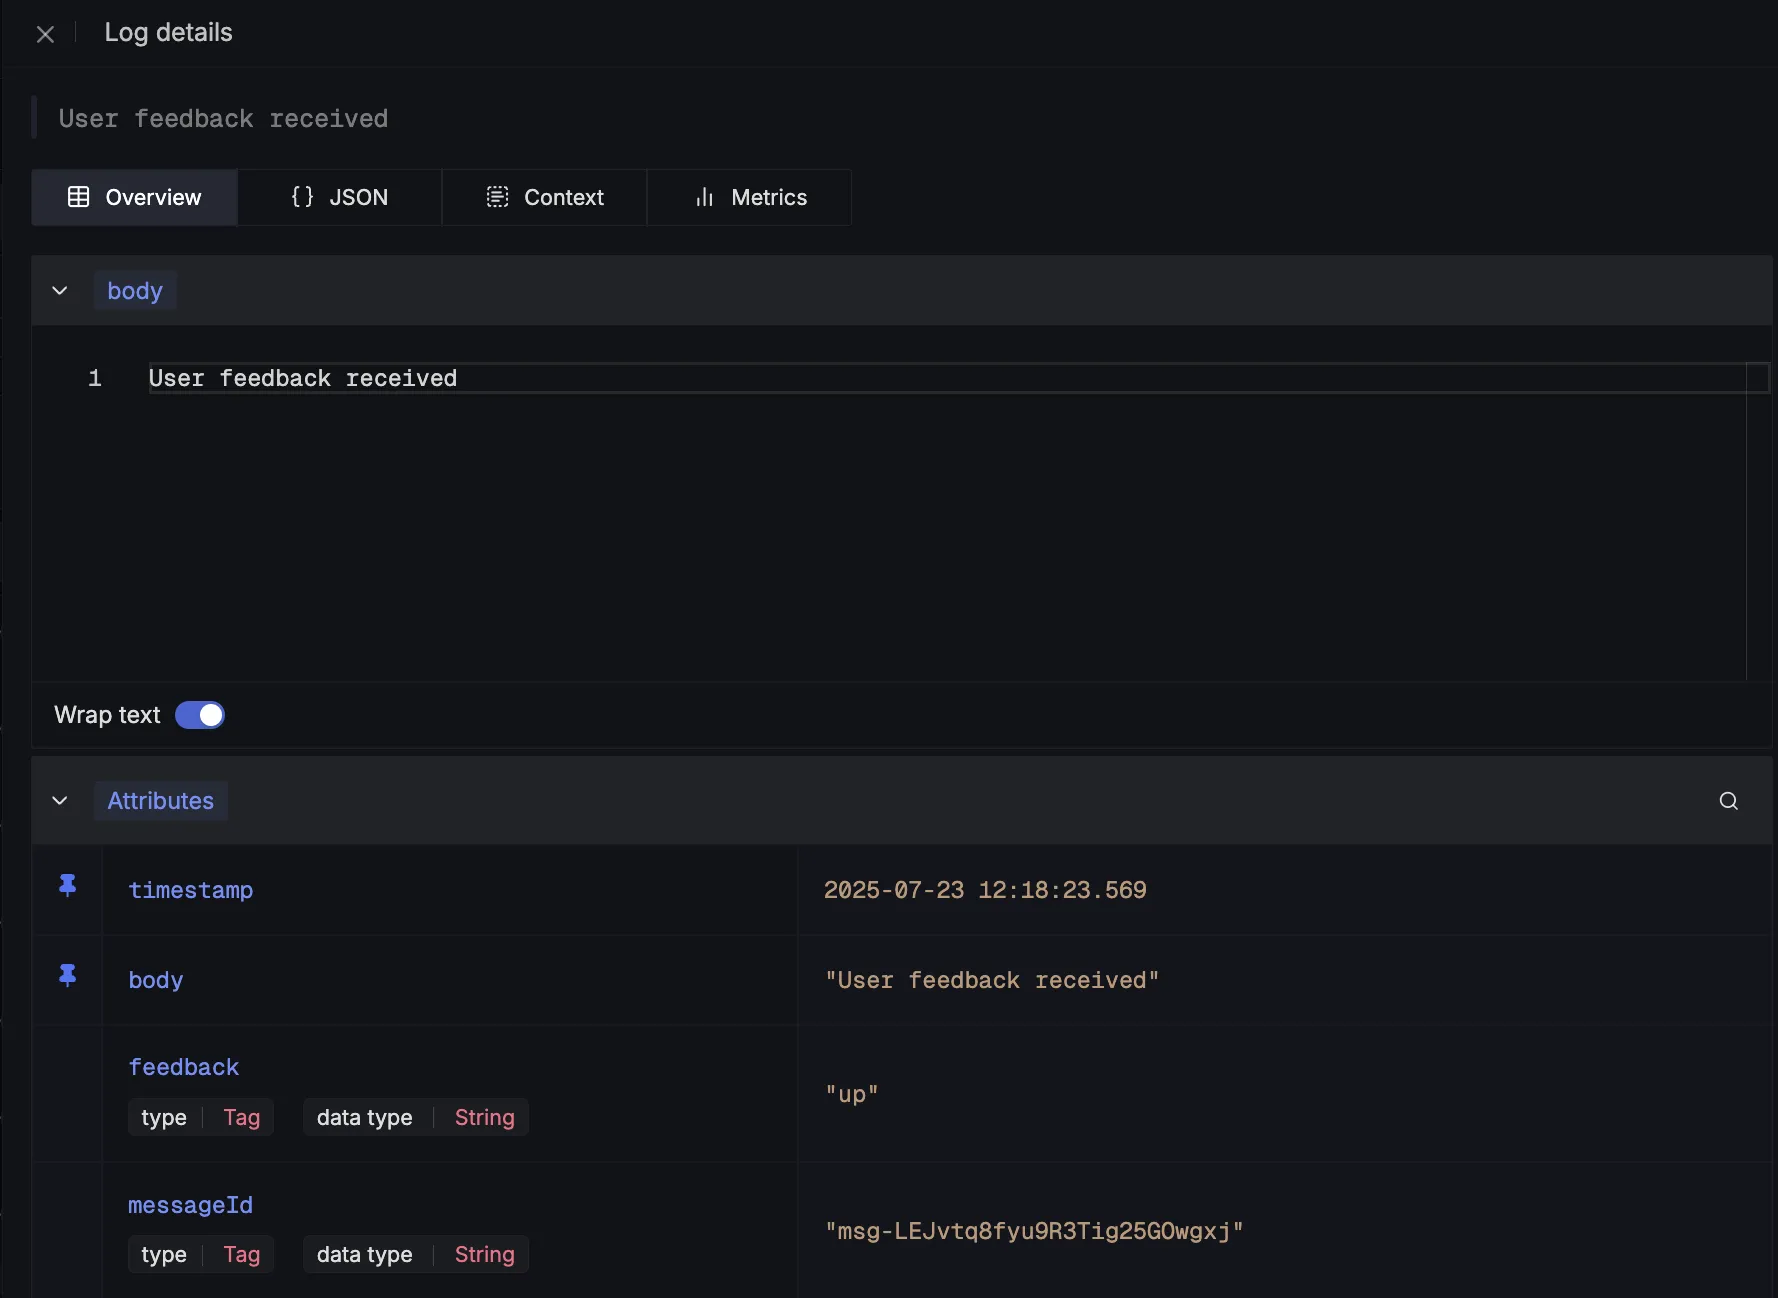 Log details
User feedback received
Overview
{ } JSON
Context
Metrics
body
1 User feedback received
Wrap text
Attributes
timestamp 2025-07-23 12:18:23.569
body "User feedback received"
feedback
type Tag data type String
"up"
messageId
type Tag data type String
"msg-LEJvtq8fyu9R3Tig25GOwgxj"